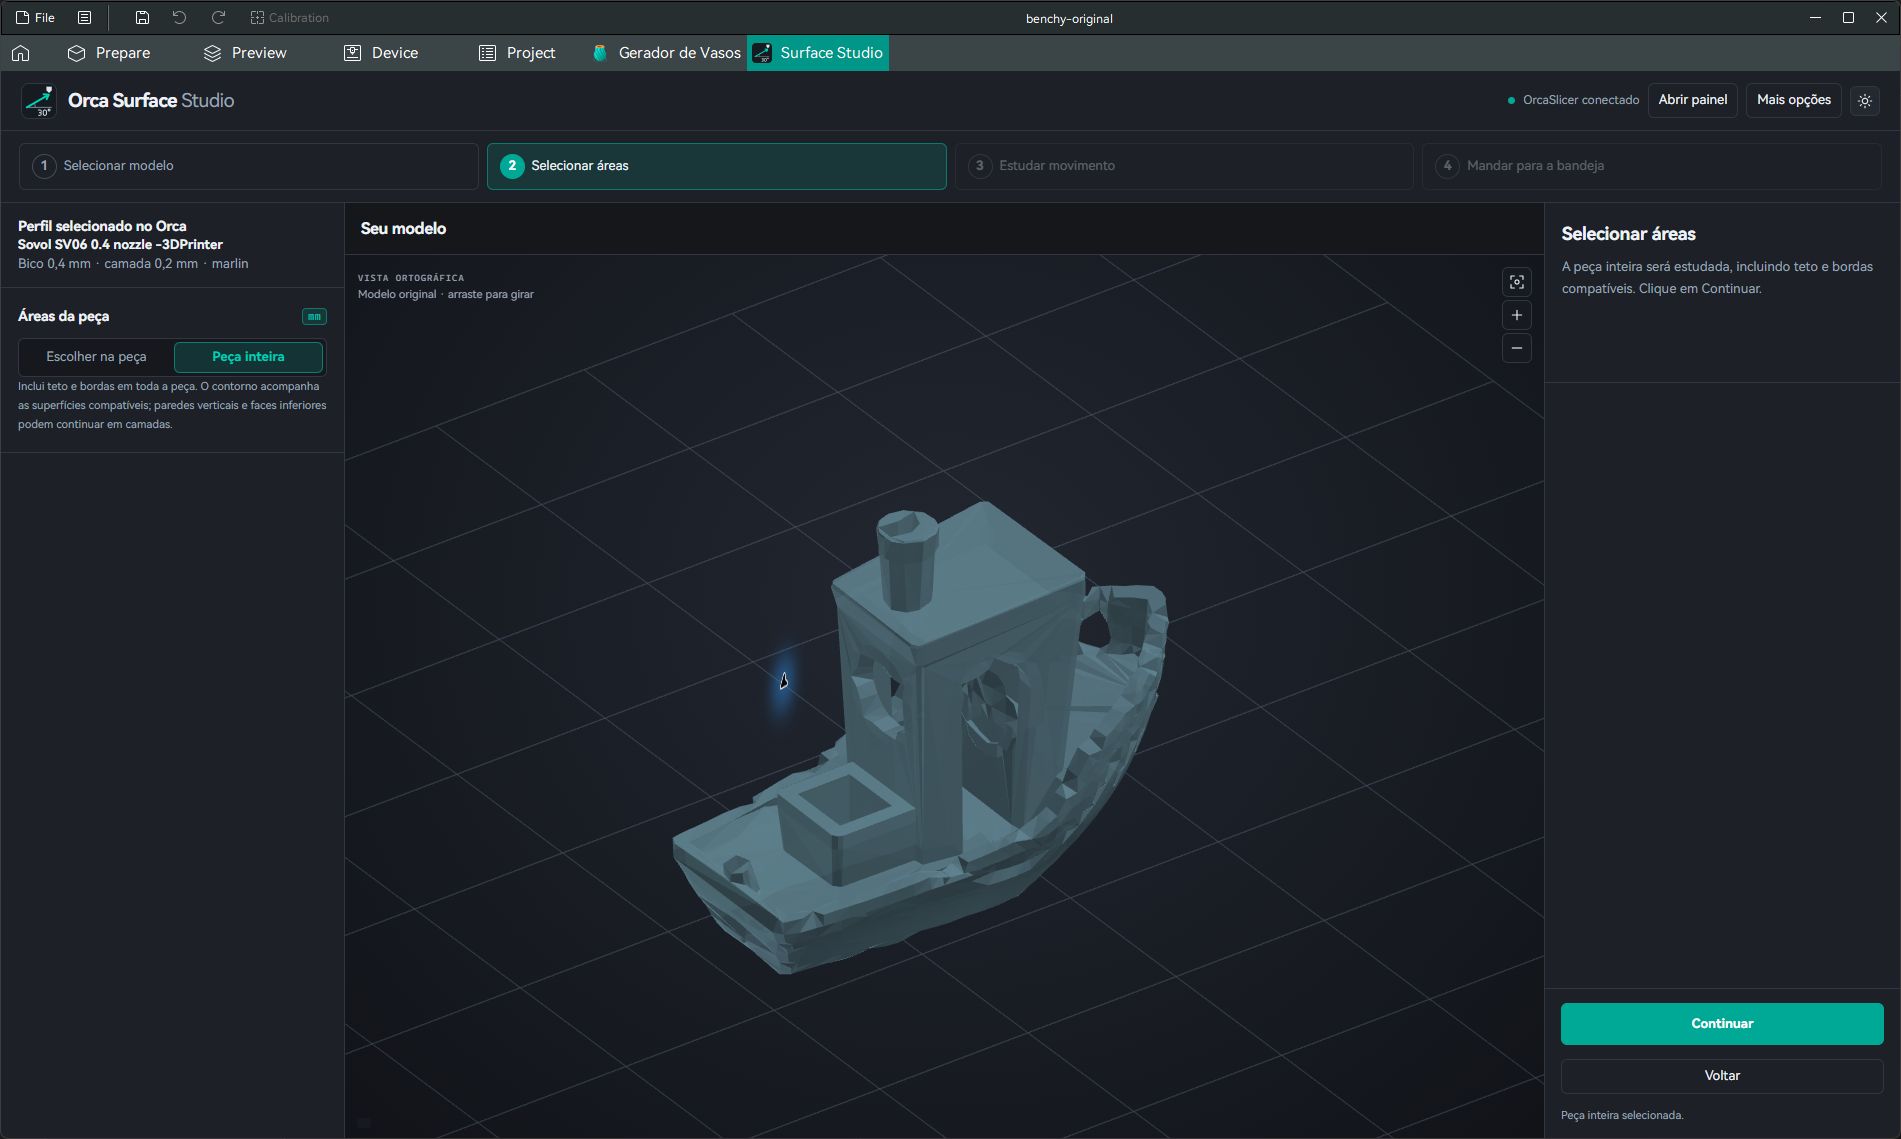 File
Calibration
benchy-original
Prepare
Preview
Device
Project
Gerador de Vasos
Surface Studio
30°
Orca Surface Studio
OrcaSlicer conectado
Abrir painel
Mais opções
1 Selecionar modelo
2 Selecionar áreas
3 Estudar movimento
4 Mandar para a bandeja
Perfil selecionado no Orca
Sovol SV06 0.4 nozzle -3DPrinter
Bico 0,4 mm · camada 0,2 mm · marlin
Áreas da peça
mm
Escolher na peça
Peça inteira
Inclui teto e bordas em toda a peça. O contorno acompanha
as superfícies compatíveis; paredes verticais e faces inferiores
podem continuar em camadas.
Seu modelo
VISTA ORTOGRÁFICA
Modelo original · arraste para girar
Selecionar áreas
A peça inteira será estudada, incluindo teto e bordas
compatíveis. Clique em Continuar.
Continuar
Voltar
Peça inteira selecionada.